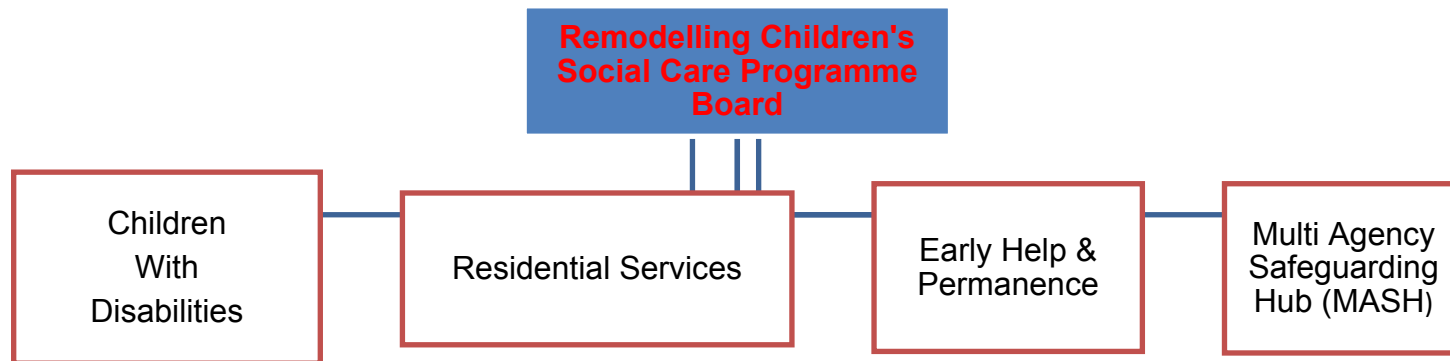 Remodelling Children's
Social Care Programme
Board
Children
With
Disabilities
Residential Services
Early Help &
Permanence
Multi Agency
Safeguarding
Hub (MASH)